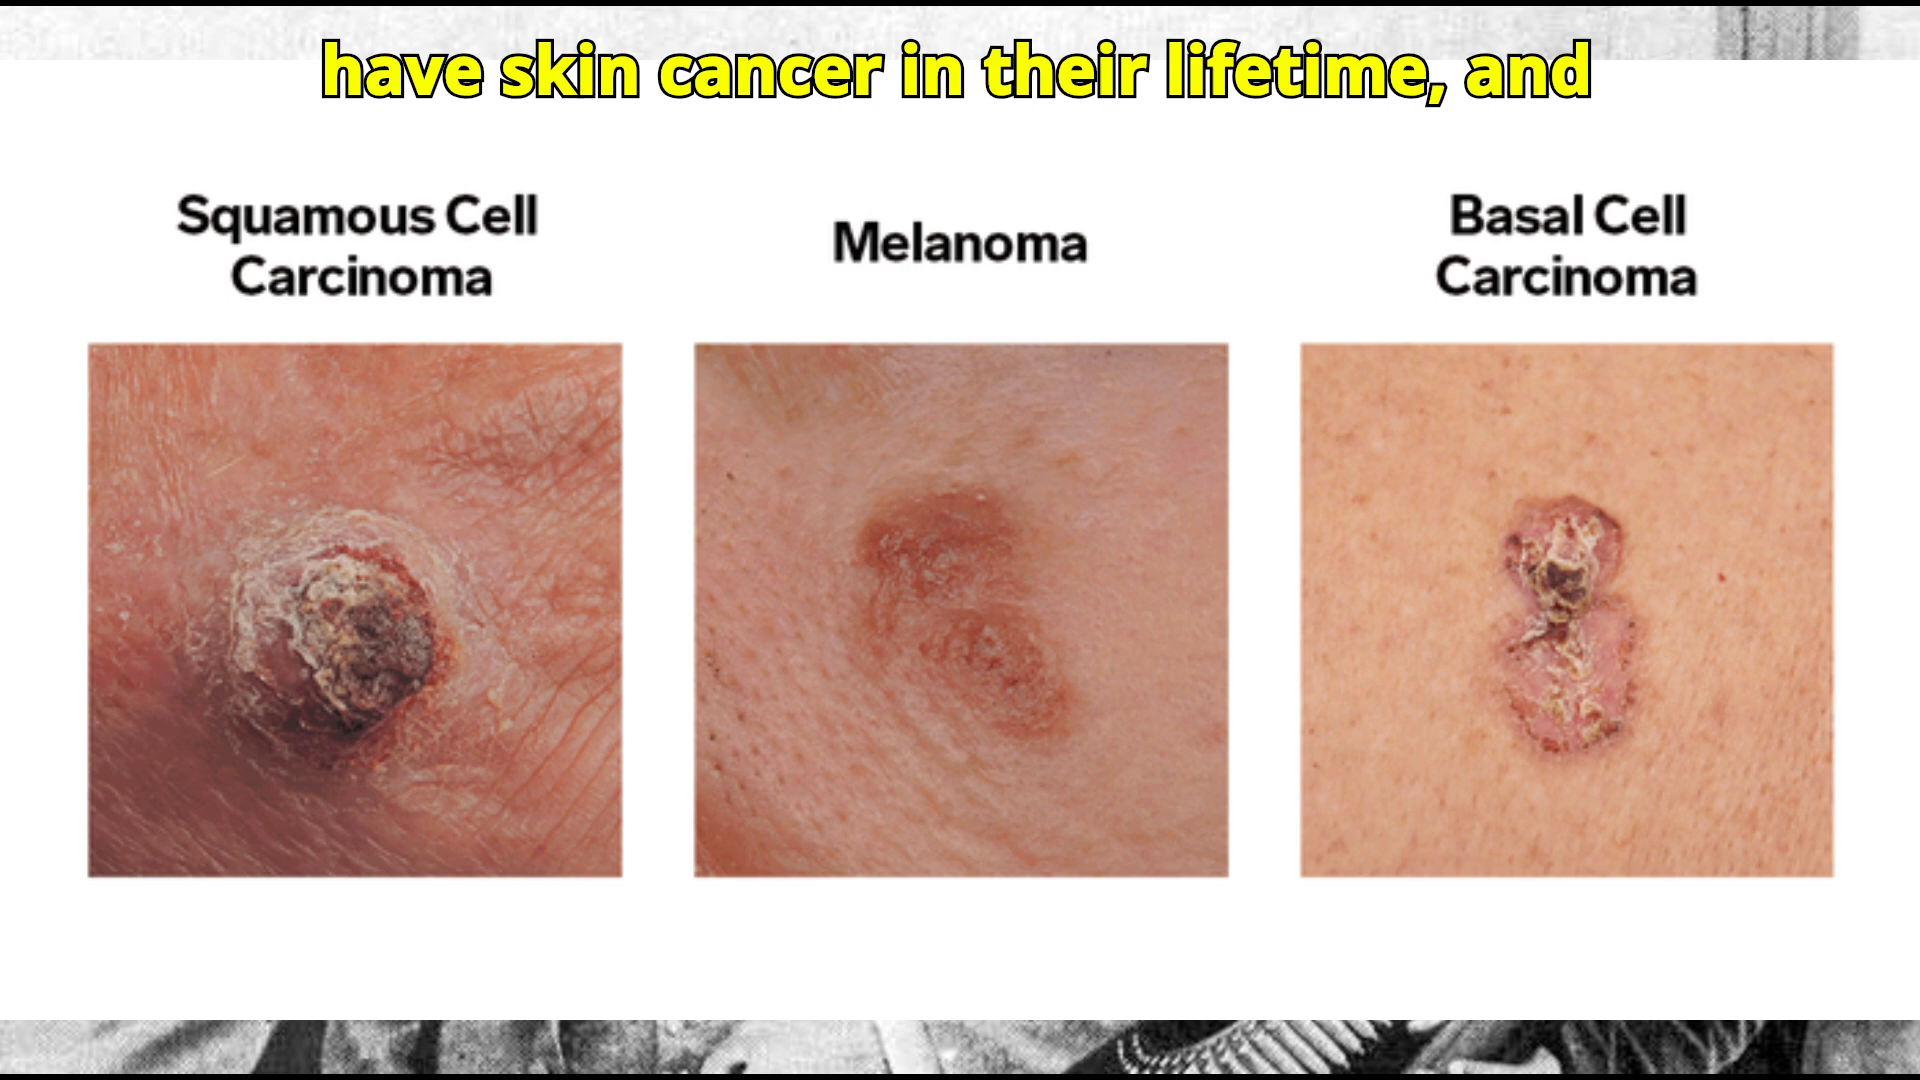 have skin cancer in their lifetime, and
Squamous Cell
Carcinoma
Melanoma
Basal Cell
Carcinoma